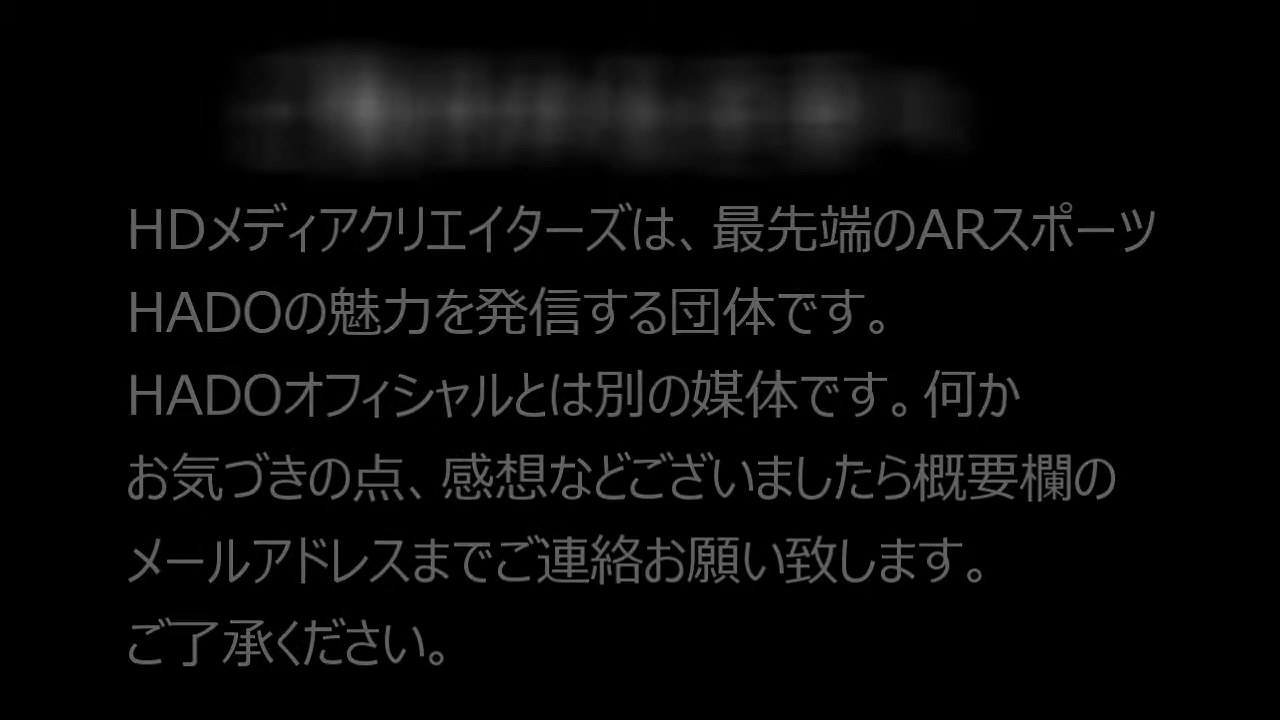 HDメディアクリエイターズは、最先端のARスポーツ
HADOの魅力を発信する団体です。
HADOオフィシャルとは別の媒体です。何か
お気づきの点、感想などございましたら概要欄の
メールアドレスまでご連絡お願い致します。
ご了承ください。